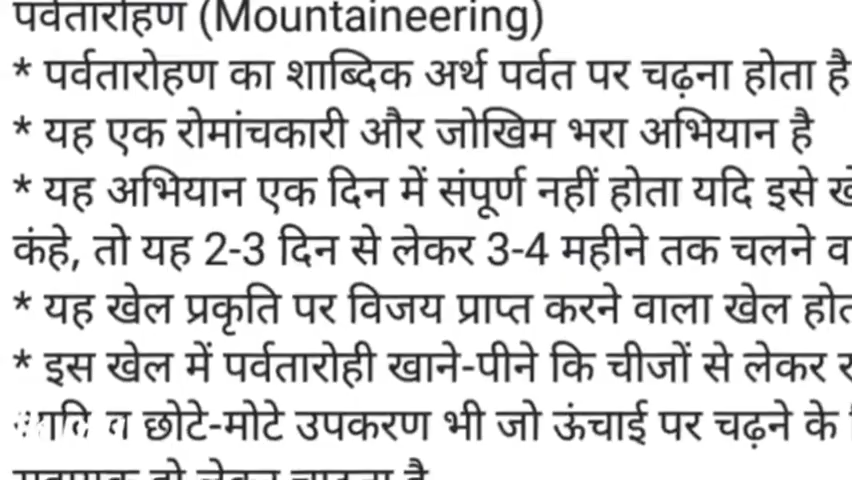 पर्वतारोहण (Mountaineering)
* पर्वतारोहण का शाब्दिक अर्थ पर्वत पर चढ़ना होता है
* यह एक रोमांचकारी और जोखिम भरा अभियान है
* यह अभियान एक दिन में संपूर्ण नहीं होता यदि इसे
कंहे, तो यह 2-3 दिन से लेकर 3-4 महीने तक चलने
* यह खेल प्रकृति पर विजय प्राप्त करने वाला खेल
* इस खेल में पर्वतारोही खाने-पीने कि चीजों से लेकर
व छोटे-मोटे उपकरण भी जो ऊंचाई पर चढ़ने के